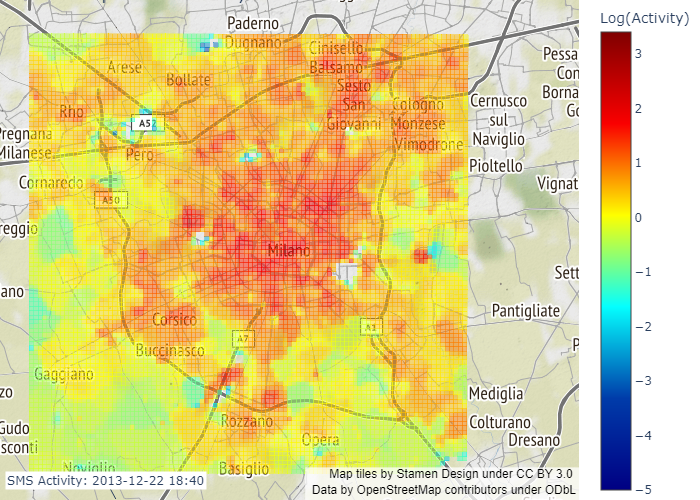 Paderno
Dugnano
Log(Activity)
Cinisello
Balsamo
Arese
Bollate
Sesto
San
Giovanni
Rho
A52
Cologno
Monzese
Cernusco
sul
Naviglio
Pessa
Con
Borna
Go
Pregnana
Milanese
Pero
Vimodrone
Pioltello
Cornaredo
A50
Vignat
reggio
Milano
Sett
ano
Pantigliate
Corsico
A7
A1
Buccinasco
P
Gaggiano
Mediglia
zo
Rozzano
Colturano
Gudo
sconti
Opera
Dresano
Noviglio
Basiglio
SMS Activity: 2013-12-22 18:40
Map tiles by Stamen Design under CC BY 3.0
Data by OpenStreetMap contributors under ODbL
3
2
1
0
−1
−2
−3
−4
−5